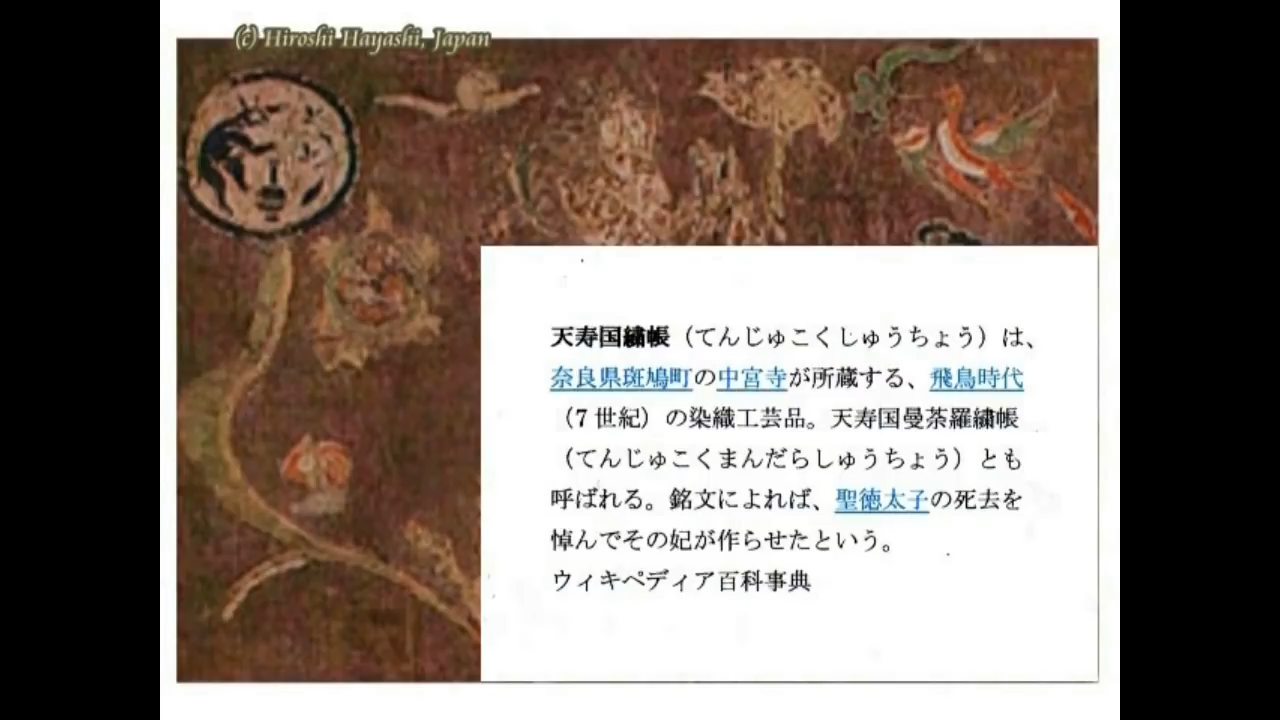 (c) Hiroshi Hayashi, Japan
天寿国繡帳（てんじゅこくしゅうちょう）は、
奈良県斑鳩町の中宮寺が所蔵する、飛鳥時代
（7 世紀）の染織工芸品。天寿国曼荼羅繡帳
（てんじゅこくまんだらしゅうちょう）とも
呼ばれる。銘文によれば、聖徳太子の死去を
悼んでその妃が作らせたという。
ウィキペディア百科事典